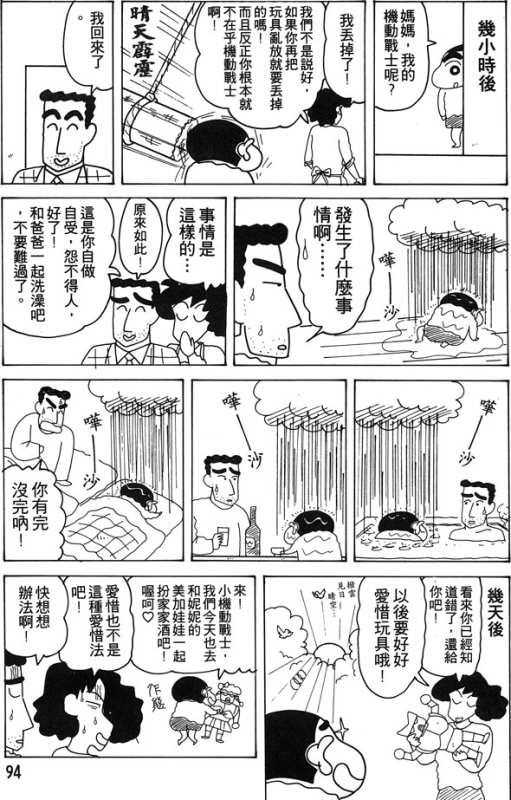 幾小時後
媽媽，我的
機動戰士呢？
我丟掉了！
我們不是說好，
如果你再把
玩具亂放就要丟掉
的嗎！
而且反正你根本就
不在乎機動戰士
啊！
晴天霹靂
我回來了
。
嘩
沙
發生了什麼事
情啊……
事情是
這樣的…
原來如此！
這是你自做
自受，怨不得人，
好了！
和爸爸一起洗澡吧
，不要難過了。
嘩
沙
嘩
沙
嘩
沙
你有完
沒完吶！
幾天後
看來你已經知
道錯了，還給
你吧！
以後要好好
愛惜玩具哦！
撥雲
見日！
晴空…
來！
小機動戰士，
我們今天也去
和妮妮的
美加娃娃一起
扮家家酒吧！
喔呵♡
愛惜也不是
這種愛惜法
吧！
快想想
辦法啊！
94